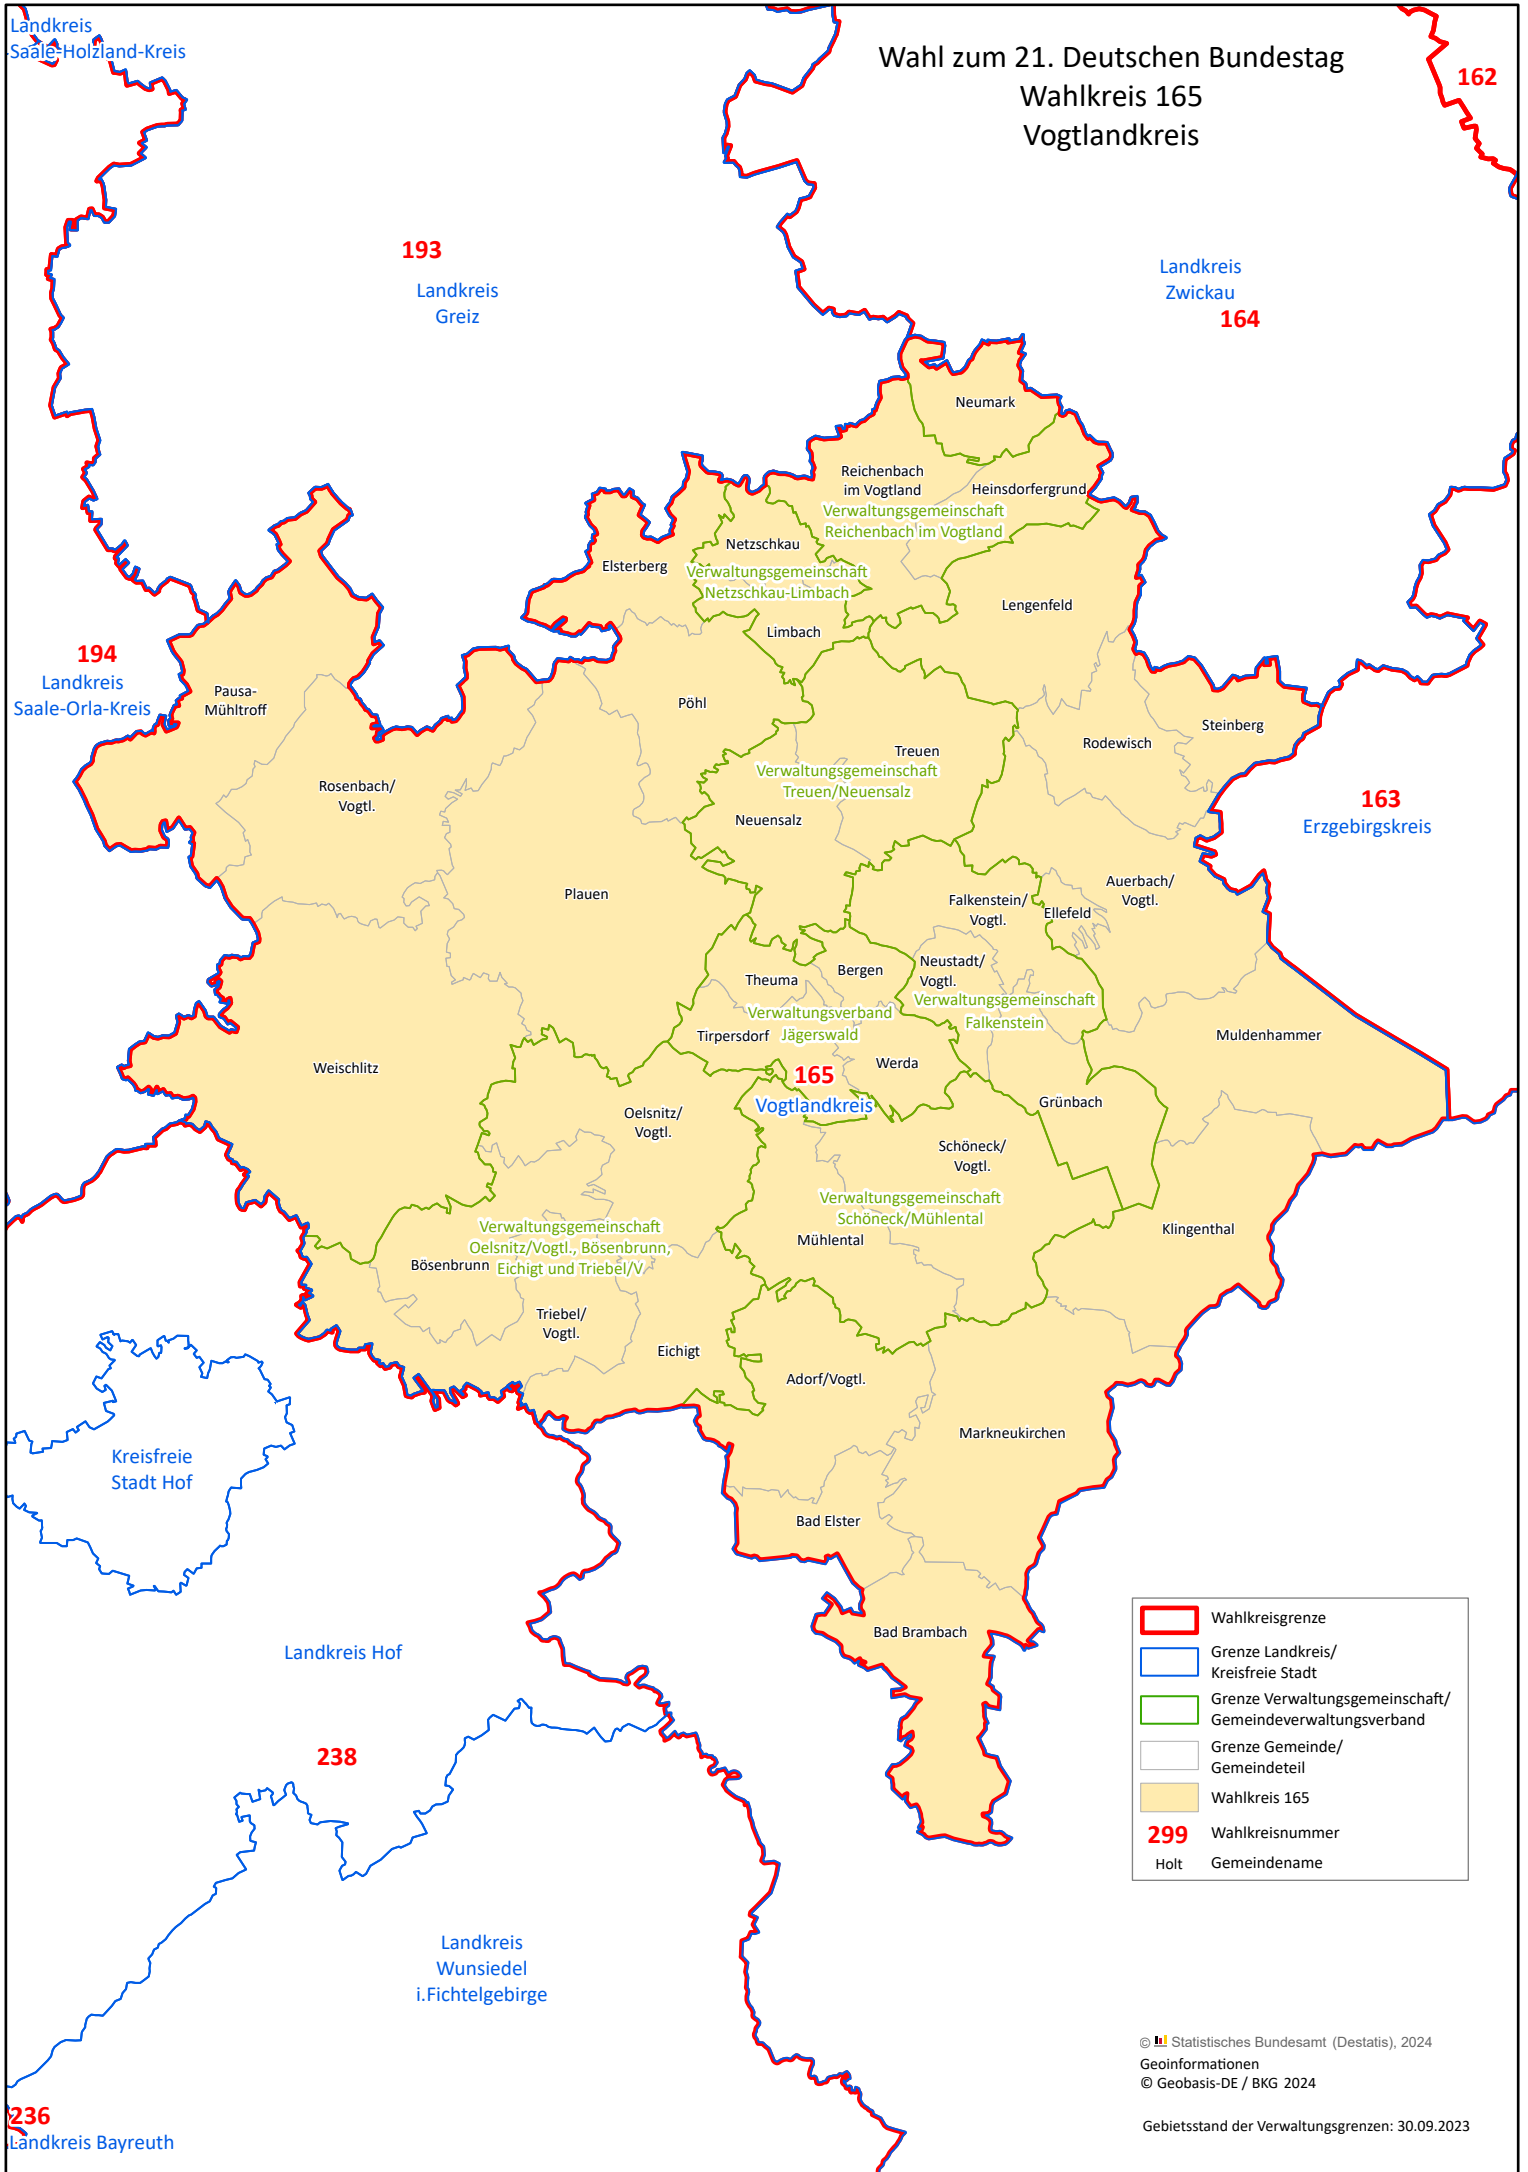 Landkreis
Saale-Holzland-Kreis
Wahl zum 21. Deutschen Bundestag
Wahlkreis 165
Vogtlandkreis
162
193
Landkreis
Greiz
Landkreis
Zwickau
164
Neumark
Reichenbach
im Vogtland
Heinsdorfergrund
Verwaltungsgemeinschaft
Reichenbach im Vogtland
Netzschkau
Elsterberg
Verwaltungsgemeinschaft
Netzschkau-Limbach
Limbach
Lengenfeld
194
Landkreis
Saale-Orla-Kreis
Pausa-
Mühltroff
Pöhl
Steinberg
Rodewisch
Treuen
Verwaltungsgemeinschaft
Treuen/Neuensalz
Rosenbach/
Vogtl.
Neuensalz
163
Erzgebirgskreis
Plauen
Auerbach/
Vogtl.
Falkenstein/
Vogtl.
Ellefeld
Theuma
Bergen
Neustadt/
Vogtl.
Verwaltungsgemeinschaft
Falkenstein
Verwaltungsverband
Jägerswald
Tirpersdorf
Muldenhammer
Weischlitz
Werda
165
Vogtlandkreis
Grünbach
Oelsnitz/
Vogtl.
Schöneck/
Vogtl.
Verwaltungsgemeinschaft
Schöneck/Mühlental
Mühlental
Klingenthal
Verwaltungsgemeinschaft
Oelsnitz/Vogtl., Bösenbrunn,
Eichigt und Triebel/V
Bösenbrunn
Triebel/
Vogtl.
Eichigt
Adorf/Vogtl.
Markneukirchen
Kreisfreie
Stadt Hof
Bad Elster
Bad Brambach
Landkreis Hof
238
Landkreis
Wunsiedel
i.Fichtelgebirge
236
Landkreis Bayreuth
Wahlkreisgrenze
Grenze Landkreis/
Kreisfreie Stadt
Grenze Verwaltungsgemeinschaft/
Gemeindeverwaltungsverband
Grenze Gemeinde/
Gemeindeteil
Wahlkreis 165
299 Wahlkreisnummer
Holt Gemeindename
© Statistisches Bundesamt (Destatis), 2024
Geoinformationen
© Geobasis-DE / BKG 2024
Gebietsstand der Verwaltungsgrenzen: 30.09.2023